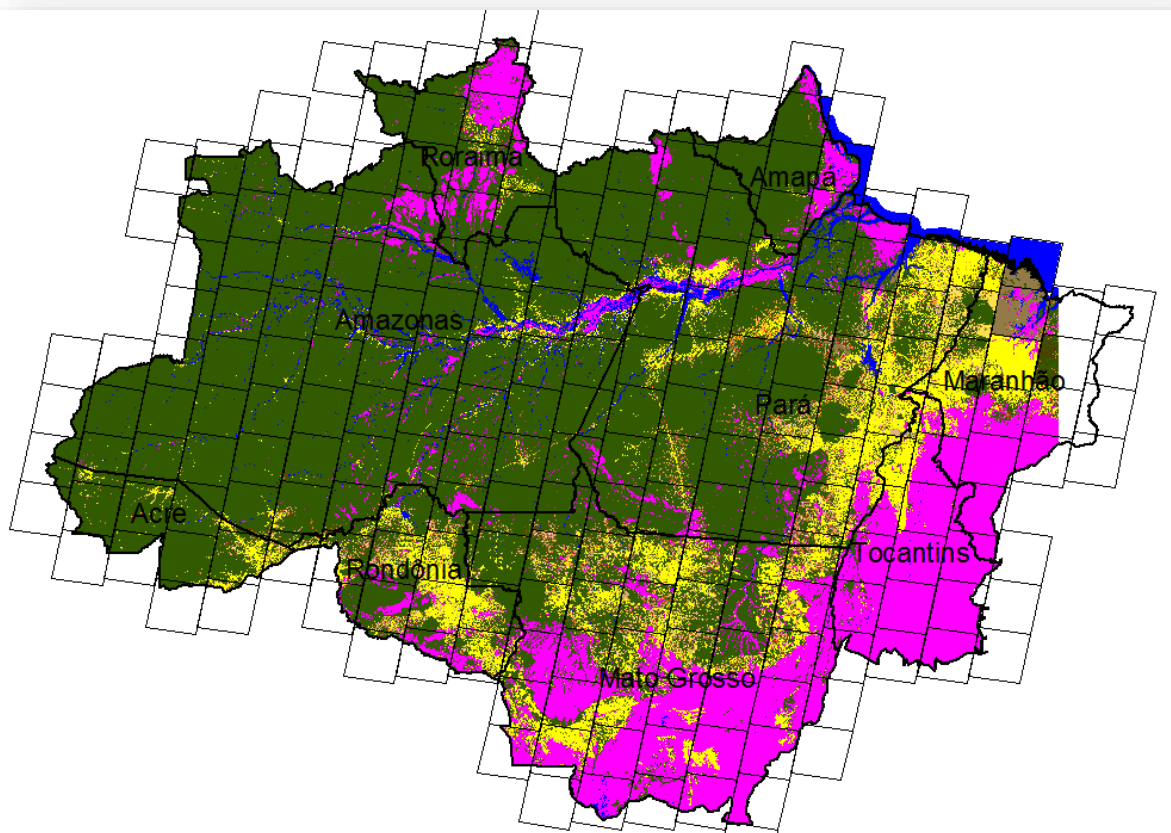 Roraima
Amapá
Amazonas
Maranhão
Pará
Acre
Tocantins
Rondônia
Mato Grosso